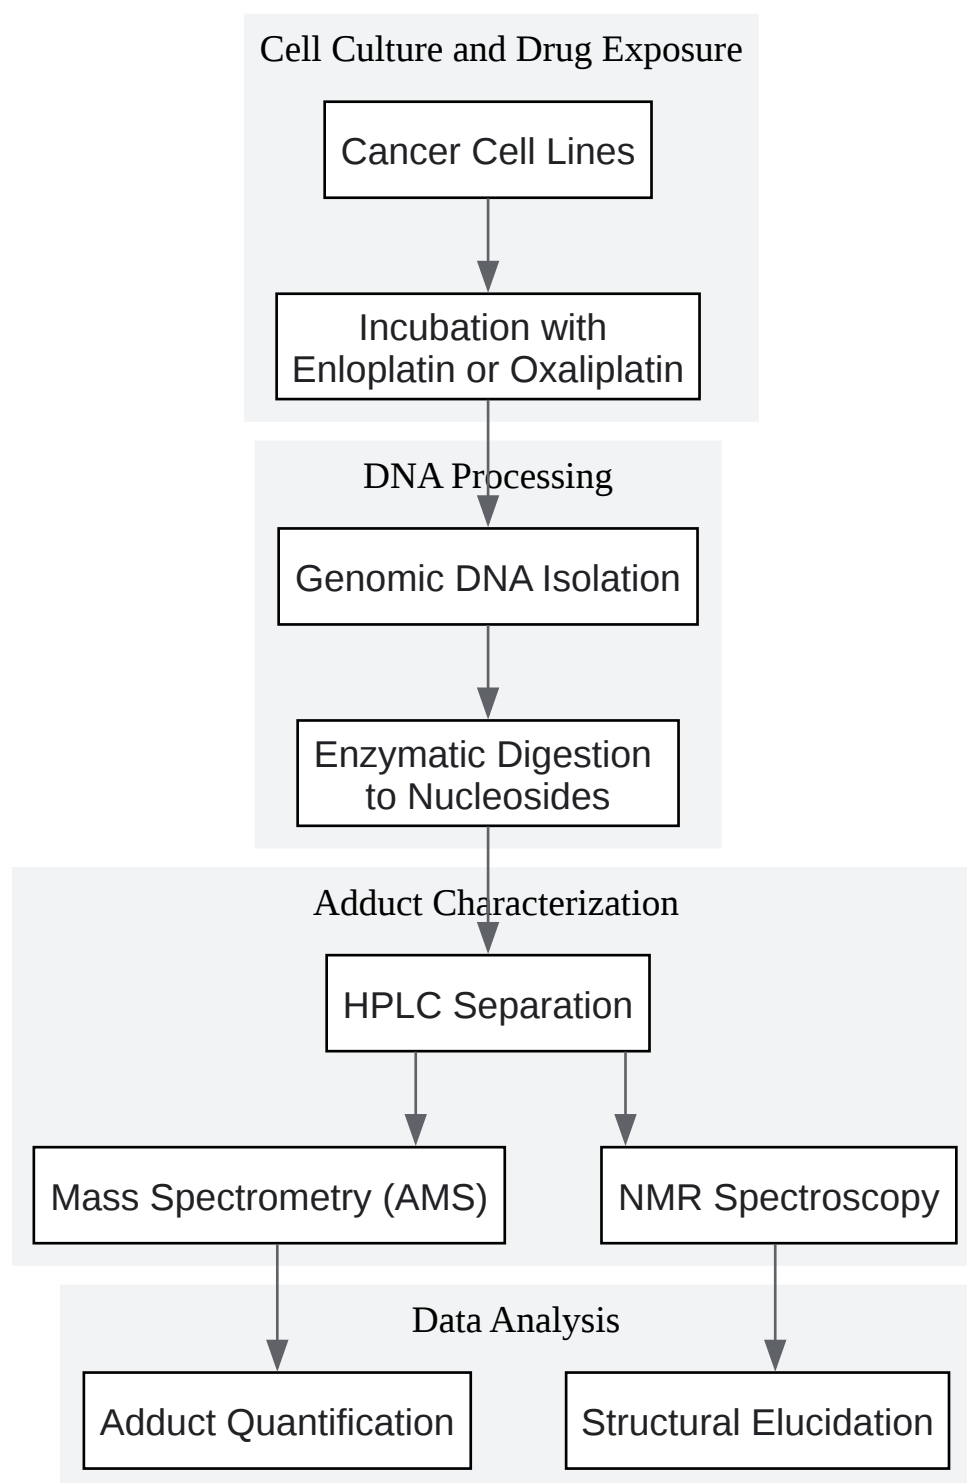 Cell Culture and Drug Exposure
Cancer Cell Lines
Incubation with
Enloplatin or Oxaliplatin
DNA Processing
Genomic DNA Isolation
Enzymatic Digestion
to Nucleosides
Adduct Characterization
HPLC Separation
Mass Spectrometry (AMS)
NMR Spectroscopy
Data Analysis
Adduct Quantification
Structural Elucidation